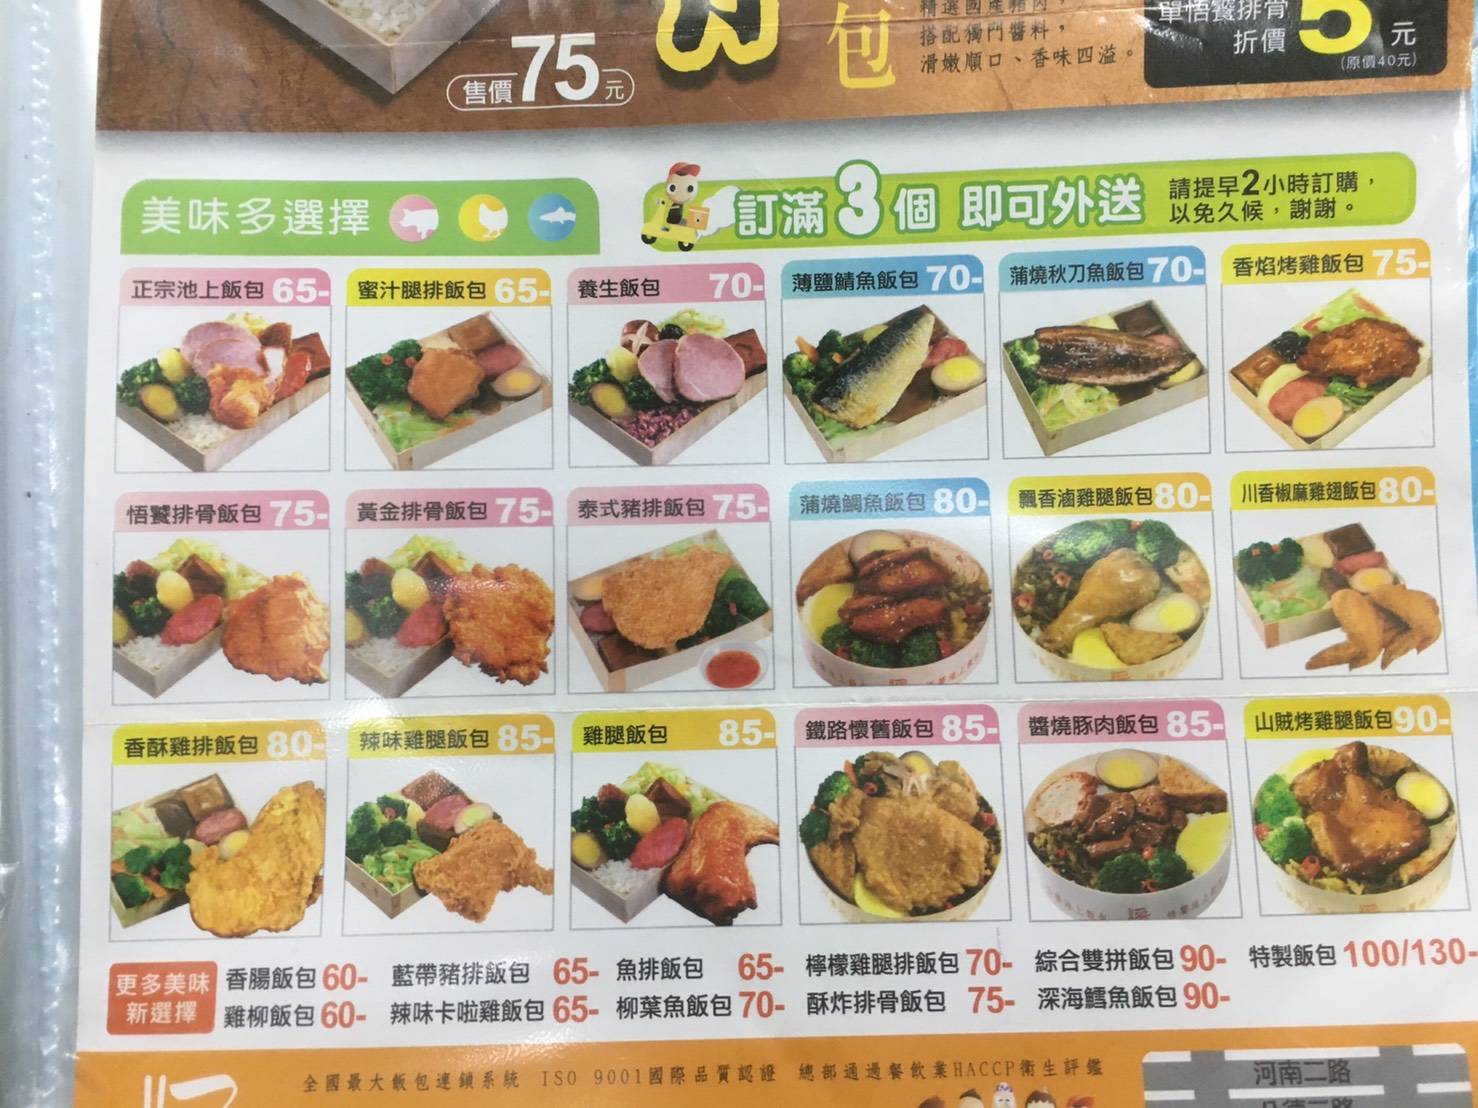 售價75元
包
搭配獨門醬料，
滑嫩順口、香味四溢。
單悟饕排骨
折價5元
(原價40元)
美味多選擇
訂滿3個 即可外送
請提早2小時訂購，
以免久候，謝謝。
正宗池上飯包 65-
蜜汁腿排飯包 65-
養生飯包 70-
薄鹽鯖魚飯包 70-
蒲燒秋刀魚飯包 70-
香焰烤雞飯包 75-
悟饕排骨飯包 75-
黃金排骨飯包 75-
泰式豬排飯包 75-
蒲燒鯛魚飯包 80-
飄香滷雞腿飯包 80-
川香椒麻雞翅飯包 80-
香酥雞排飯包 80-
辣味雞腿飯包 85-
雞腿飯包 85-
鐵路懷舊飯包 85-
醬燒豚肉飯包 85-
山賊烤雞腿飯包 90-
更多美味
新選擇
香腸飯包 60- 藍帶豬排飯包 65- 魚排飯包 65- 檸檬雞腿排飯包 70- 綜合雙拼飯包 90- 特製飯包 100/130-
雞柳飯包 60- 辣味卡啦雞飯包 65- 柳葉魚飯包 70- 酥炸排骨飯包 75- 深海鱈魚飯包 90-
全國最大飯包連鎖系統 ISO 9001國際品質認證 總部通過餐飲業HACCP衛生評鑑
河南二路